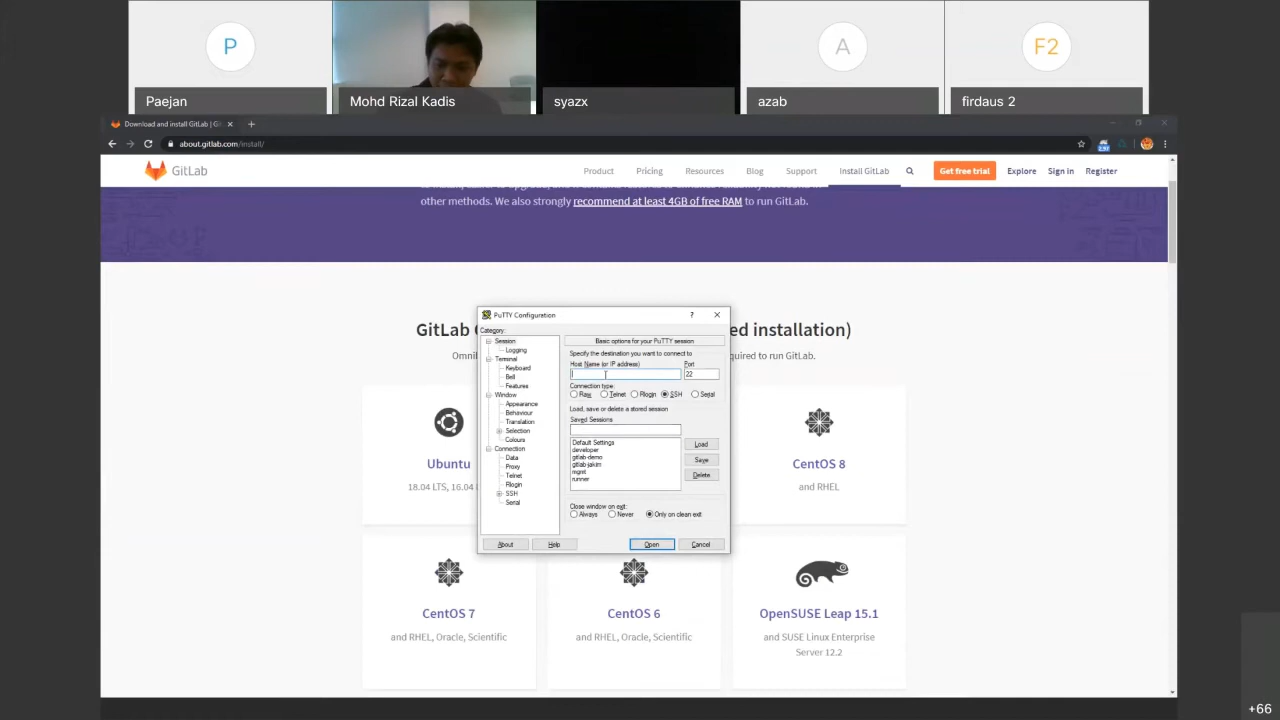 P
A
F2
Paejan
Mohd Rizal Kadis
syazx
azab
firdaus 2
Download and install GitLab | Gi
about.gitlab.com/install/
2.97
GitLab
Product
Pricing
Resources
Blog
Support
Install GitLab
Get free trial
Explore
Sign in
Register
other methods. We also strongly recommend at least 4GB of free RAM to run GitLab.
PuTTY Configuration
?
Category:
Session
Logging
Terminal
Keyboard
Bell
Features
Window
Appearance
Behaviour
Translation
Selection
Colours
Connection
Data
Proxy
Telnet
Rlogin
SSH
Serial
Basic options for your PuTTY session
Specify the destination you want to connect to
Host Name (or IP address)
Port
22
Connection type:
Raw
Telnet
Rlogin
SSH
Serial
Load, save or delete a stored session
Saved Sessions
Default Settings
developer
gitlab-demo
gitlab-jakim
mgmt
runner
Load
Save
Delete
Close window on exit:
Always
Never
Only on clean exit
About
Help
Open
Cancel
GitLab
ed installation)
Omni
quired to run GitLab.
Ubuntu
18.04 LTS, 16.04
CentOS 8
and RHEL
CentOS 7
and RHEL, Oracle, Scientific
CentOS 6
and RHEL, Oracle, Scientific
OpenSUSE Leap 15.1
and SUSE Linux Enterprise
Server 12.2
+66